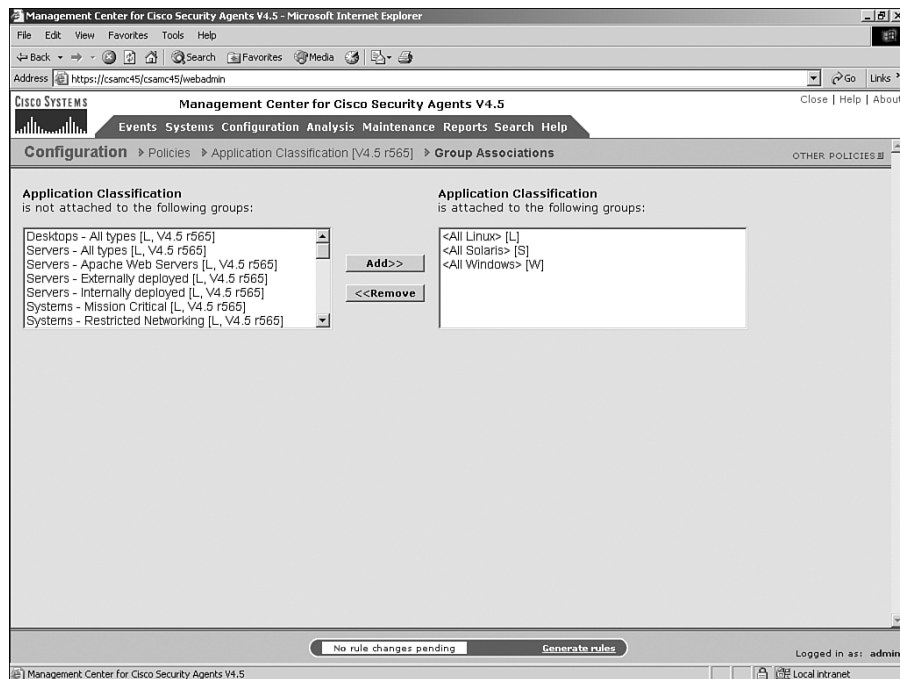 Management Center for Cisco Security Agents V4.5 - Microsoft Internet Explorer
File Edit View Favorites Tools Help
Back Search Favorites Media
Address https://csamc45/csamc45/webadmin Go Links
CISCO SYSTEMS Management Center for Cisco Security Agents V4.5 Close | Help | About
Events Systems Configuration Analysis Maintenance Reports Search Help
Configuration Policies Application Classification [V4.5 r565] Group Associations OTHER POLICIES
Application Classification
is not attached to the following groups:
Desktops - All types [L, V4.5 r565]
Servers - All types [L, V4.5 r565]
Servers - Apache Web Servers [L, V4.5 r565]
Servers - Externally deployed [L, V4.5 r565]
Servers - Internally deployed [L, V4.5 r565]
Systems - Mission Critical [L, V4.5 r565]
Systems - Restricted Networking [L, V4.5 r565]
Add>>
<<Remove
Application Classification
is attached to the following groups:
<All Linux> [L]
<All Solaris> [S]
<All Windows> [W]
No rule changes pending Generate rules
Logged in as: admin
Management Center for Cisco Security Agents V4.5 Local intranet